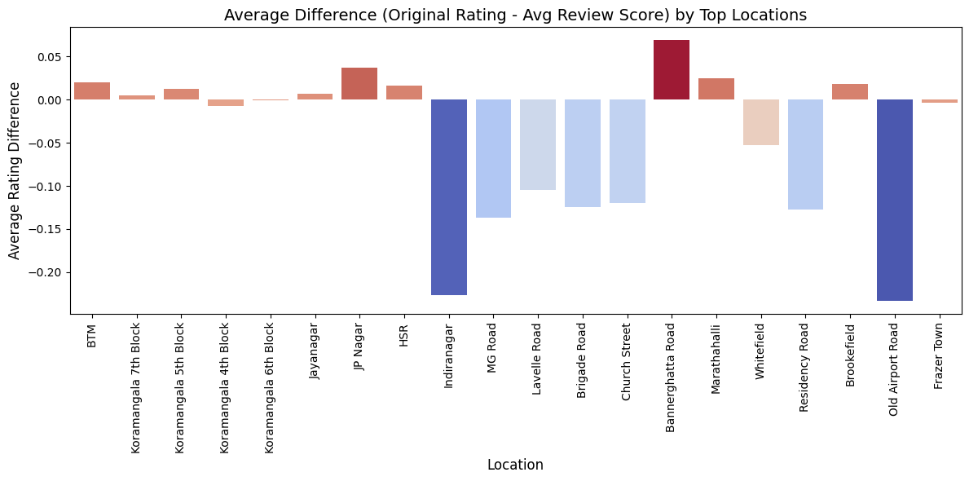 Average Difference (Original Rating - Avg Review Score) by Top Locations
Average Rating Difference
0.05
0.00
−0.05
−0.10
−0.15
−0.20
BTM
Koramangala 7th Block
Koramangala 5th Block
Koramangala 4th Block
Koramangala 6th Block
Jayanagar
JP Nagar
HSR
Indiranagar
MG Road
Lavelle Road
Brigade Road
Church Street
Bannerghatta Road
Marathahalli
Whitefield
Residency Road
Brookefield
Old Airport Road
Frazer Town
Location